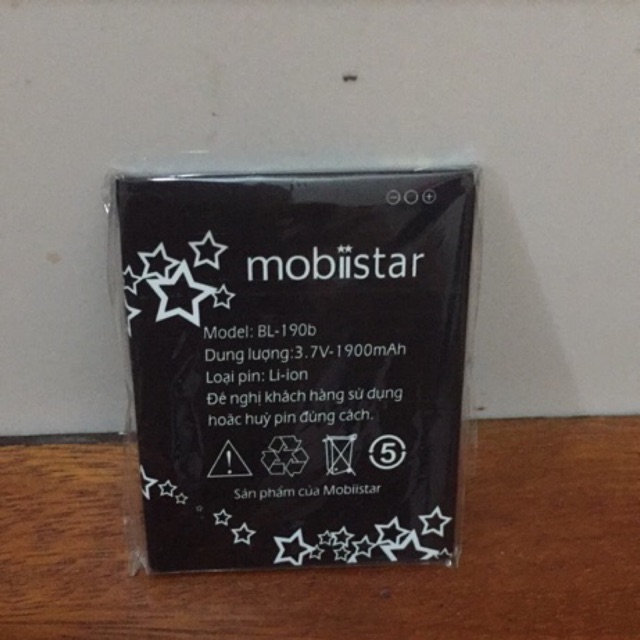 mobiistar
Model: BL-190b
Dung lượng:3.7V-1900mAh
Loại pin: Li-ion
Đề nghị khách hàng sử dụng
hoặc huỷ pin đúng cách.
5
Sản phẩm của Mobiistar